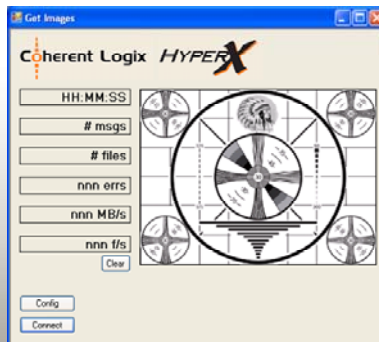 Get Images
Coherent Logix HYPERX
HH:MM:SS
# msgs
# files
nnn errs
nnn MB/s
nnn f/s
Clear
Config
Connect